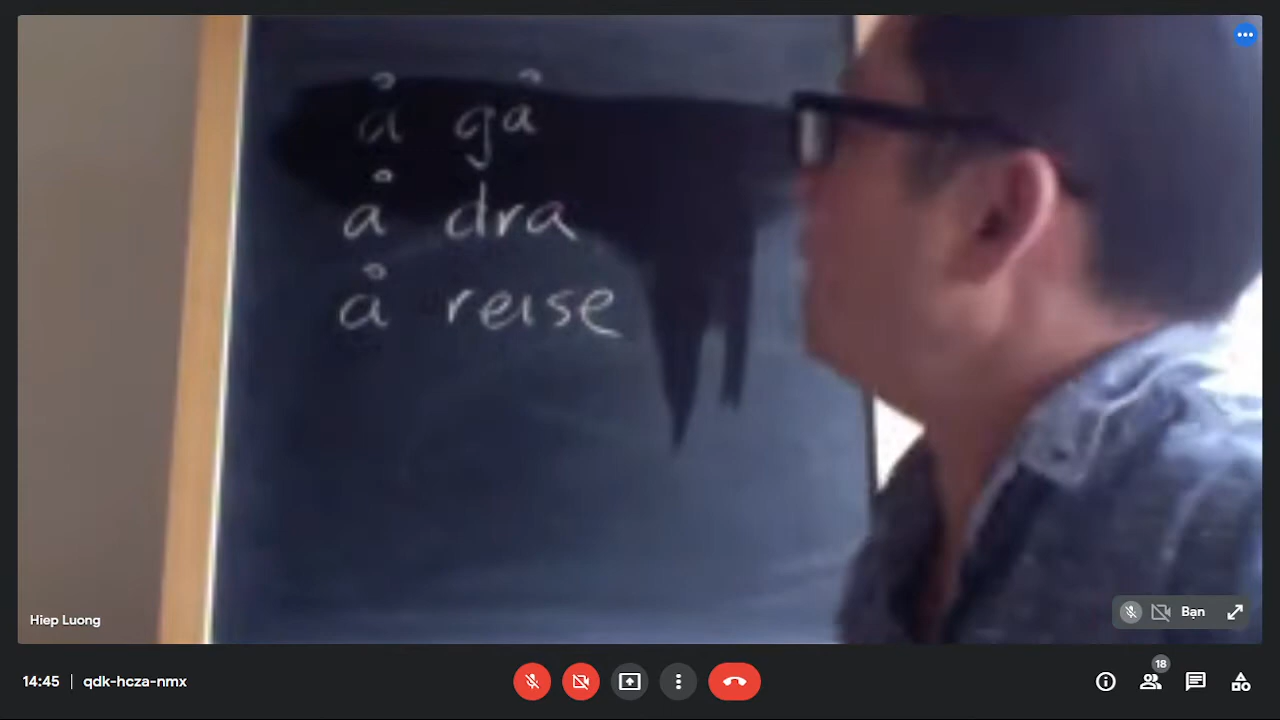 å gå
å dra
å reise
Hiep Luong
Bạn
14:45 | qdk-hcza-nmx
18